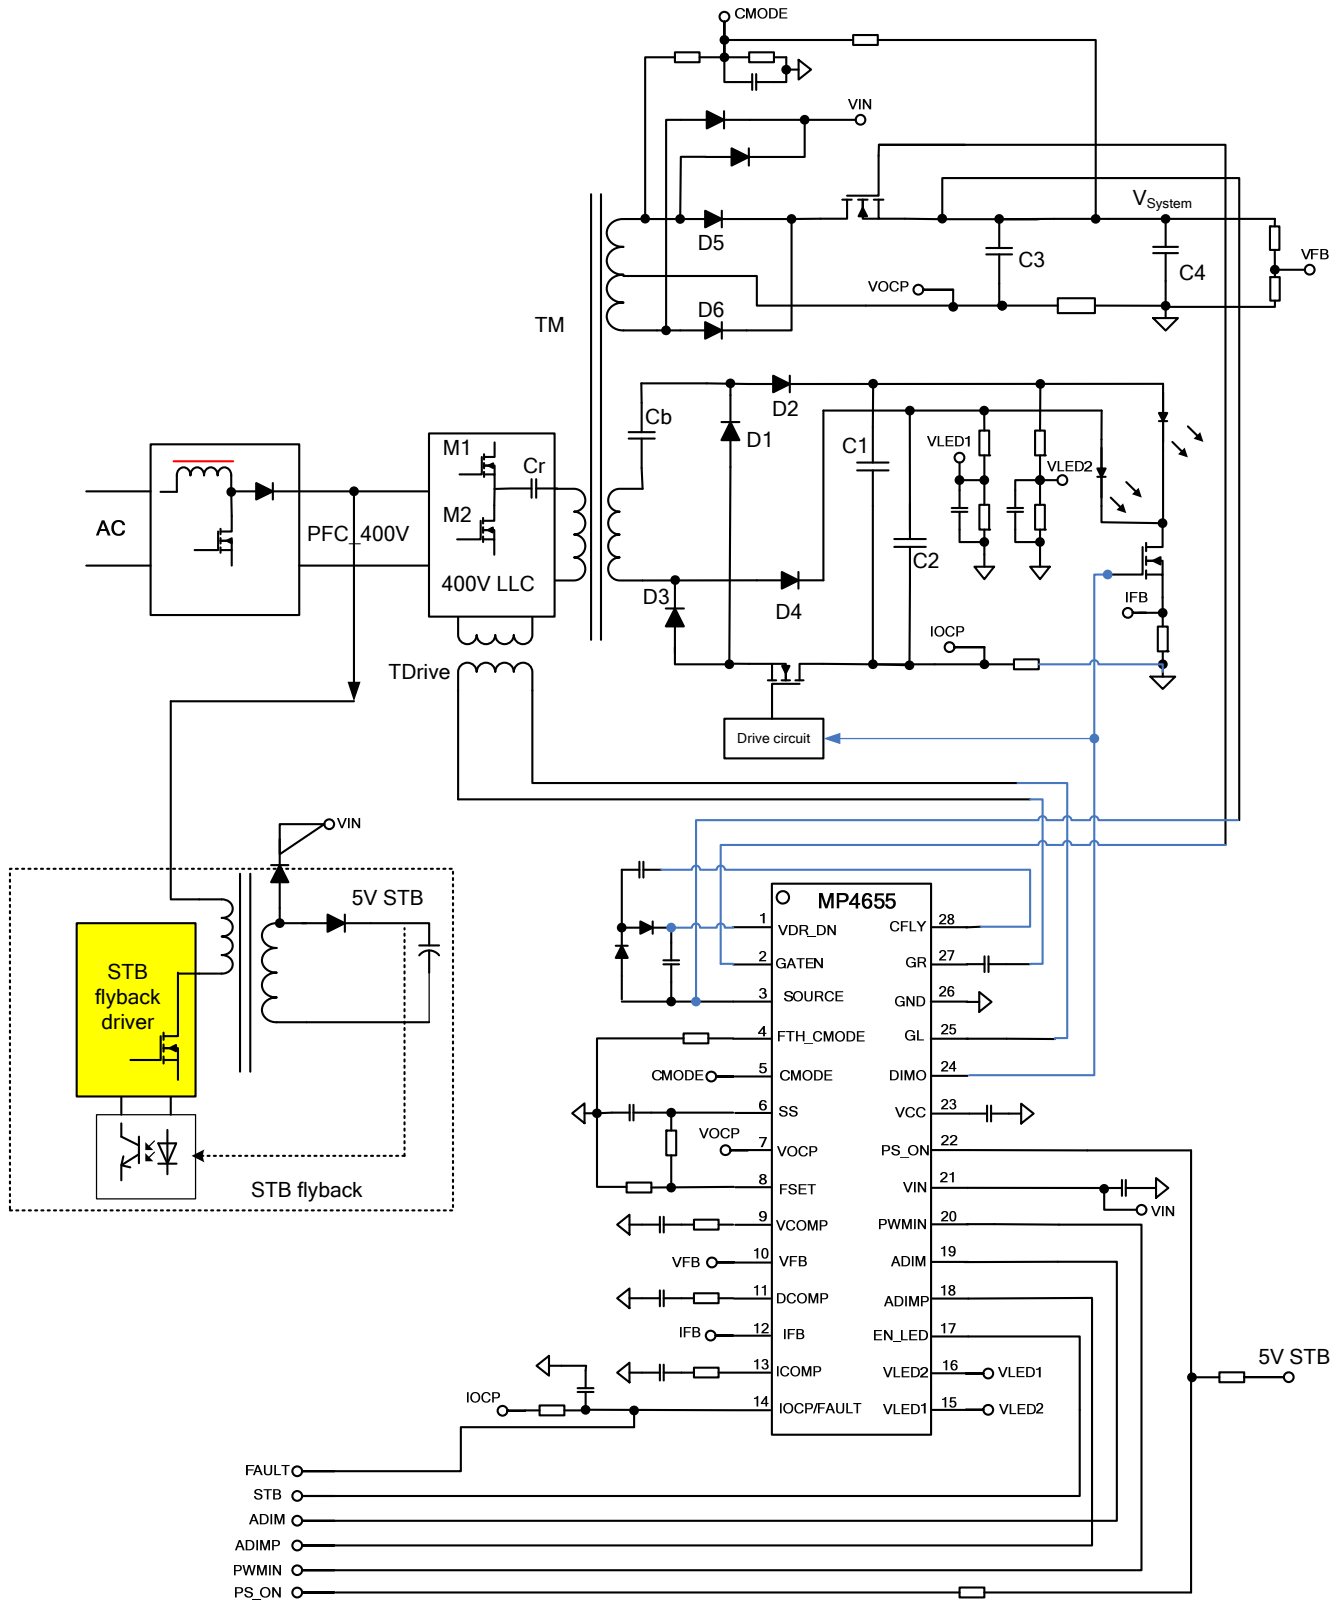 CMODE
VIN
V_System
D5
C3
C4
VFB
VOCP
D6
TM
Cb
D2
D1
C1
VLED1
VLED2
M1
Cr
M2
AC
PFC_400V
400V LLC
C2
D3
D4
IFB
IOCP
TDrive
Drive circuit
VIN
5V STB
STB
flyback
driver
STB flyback
MP4655
1 VDR_DN
CFLY 28
2 GATEN
GR 27
3 SOURCE
GND 26
4 FTH_CMODE
GL 25
CMODE 5 CMODE
DIMO 24
6 SS
VCC 23
VOCP 7 VOCP
PS_ON 22
8 FSET
VIN 21
VIN
9 VCOMP
PWMIN 20
VFB 10 VFB
ADIM 19
11 DCOMP
ADIMP 18
IFB 12 IFB
EN_LED 17
5V STB
13 ICOMP
VLED2 16 VLED1
IOCP 14 IOCP/FAULT
VLED1 15 VLED2
FAULT
STB
ADIM
ADIMP
PWMIN
PS_ON